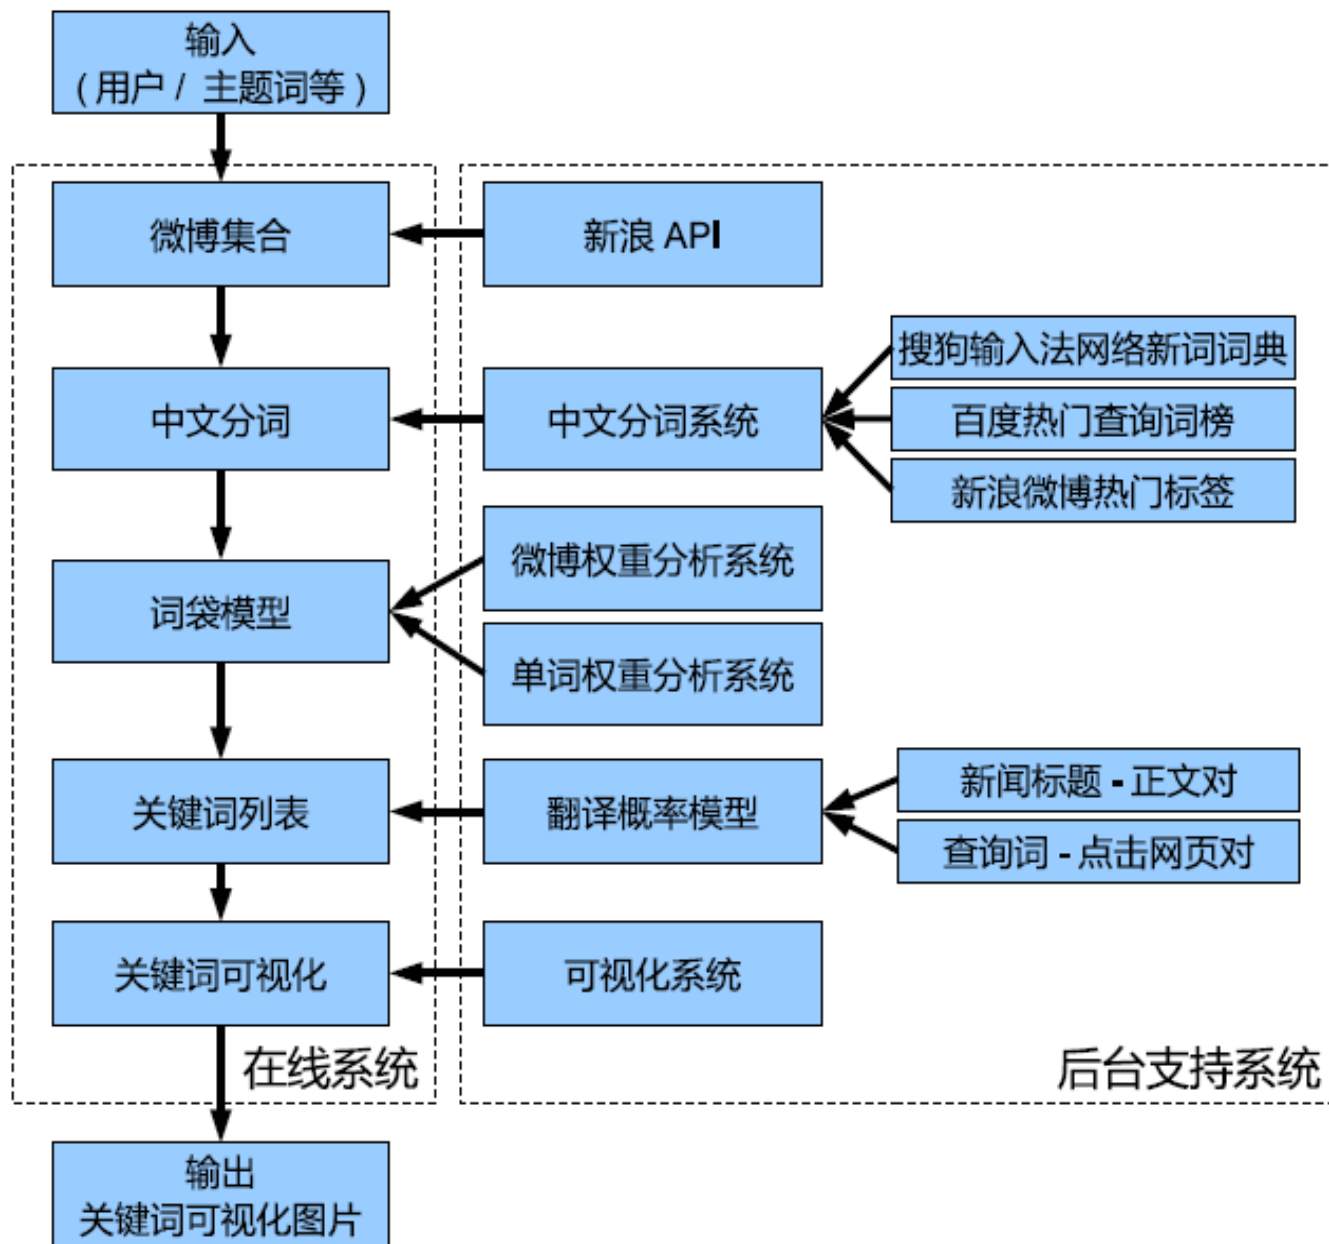 输入
（用户 / 主题词等）
微博集合
新浪 API
搜狗输入法网络新词词典
中文分词
中文分词系统
百度热门查询词榜
新浪微博热门标签
微博权重分析系统
词袋模型
单词权重分析系统
新闻标题 - 正文对
关键词列表
翻译概率模型
查询词 - 点击网页对
关键词可视化
可视化系统
在线系统
后台支持系统
输出
关键词可视化图片